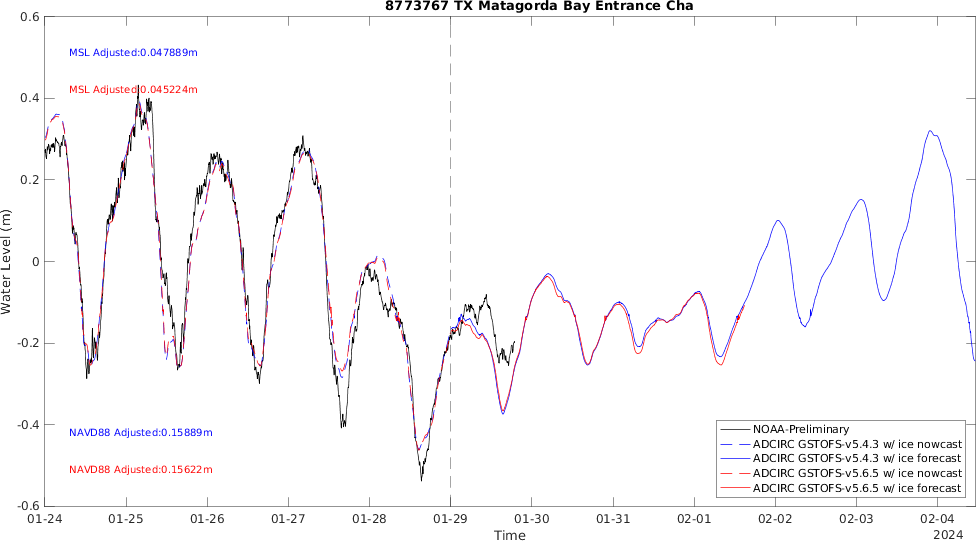 8773767 TX Matagorda Bay Entrance Cha
0.6
MSL Adjusted:0.047889m
0.4
MSL Adjusted:0.045224m
0.2
0
Water Level (m)
-0.2
-0.4
NAVD88 Adjusted:0.15889m
NAVD88 Adjusted:0.15622m
NOAA-Preliminary
ADCIRC GSTOFS-v5.4.3 w/ ice nowcast
ADCIRC GSTOFS-v5.4.3 w/ ice forecast
ADCIRC GSTOFS-v5.6.5 w/ ice nowcast
ADCIRC GSTOFS-v5.6.5 w/ ice forecast
-0.6
01-24 01-25 01-26 01-27 01-28 01-29 01-30 01-31 02-01 02-02 02-03 02-04
Time
2024